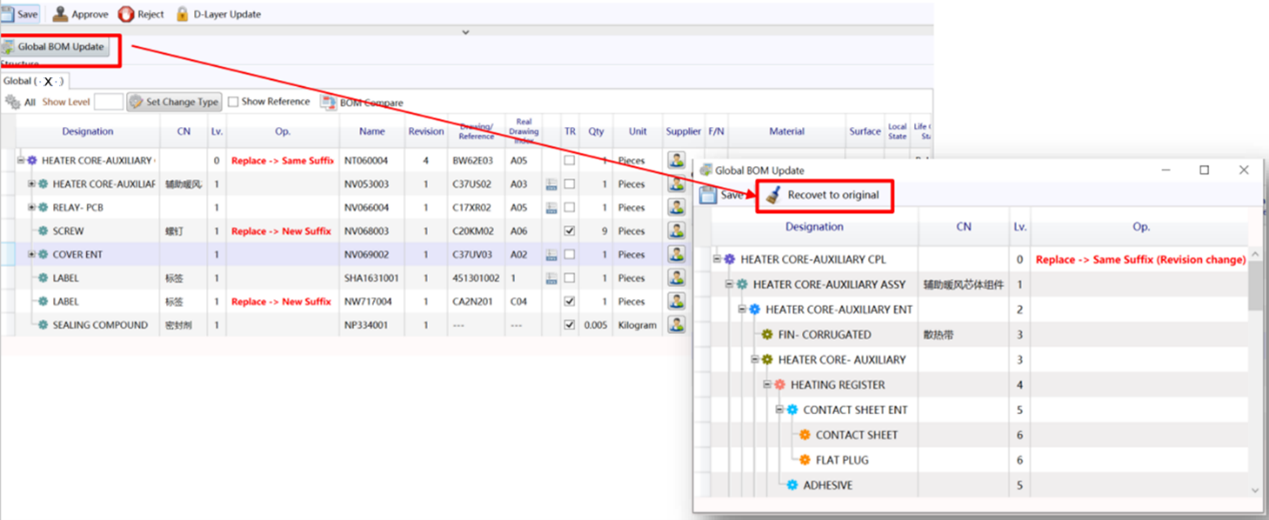 Save Approve Reject D-Layer Update
Global BOM Update
Structure
Global ( · X · )
All Show Level Set Change Type Show Reference BOM Compare
Designation CN Lv. Op. Name Revision Drawing/ Reference Real Drawing Index TR Qty Unit Supplier F/N Material Surface Local State Life
HEATER CORE-AUXILIARY 0 Replace -> Same Suffix NT060004 4 BW62E03 A05 1 Pieces
HEATER CORE-AUXILIAF 辅助暖风 1 NV053003 1 C37US02 A03 1 Pieces
RELAY- PCB 1 NV066004 1 C17XR02 A05 1 Pieces
SCREW 螺钉 1 Replace -> New Suffix NV068003 1 C20KM02 A06 9 Pieces
COVER ENT 1 NV069002 1 C37UV03 A02 1 Pieces
LABEL 标签 1 SHA1631001 1 451301002 1 1 Pieces
LABEL 标签 1 Replace -> New Suffix NW717004 1 CA2N201 C04 1 Pieces
SEALING COMPOUND 密封剂 1 NP334001 1 --- --- 0.005 Kilogram
Global BOM Update
Save Recovet to original
Designation CN Lv. Op.
HEATER CORE-AUXILIARY CPL 0 Replace -> Same Suffix (Revision change)
HEATER CORE-AUXILIARY ASSY 辅助暖风芯体组件 1
HEATER CORE-AUXILIARY ENT 2
FIN- CORRUGATED 散热带 3
HEATER CORE- AUXILIARY 3
HEATING REGISTER 4
CONTACT SHEET ENT 5
CONTACT SHEET 6
FLAT PLUG 6
ADHESIVE 5